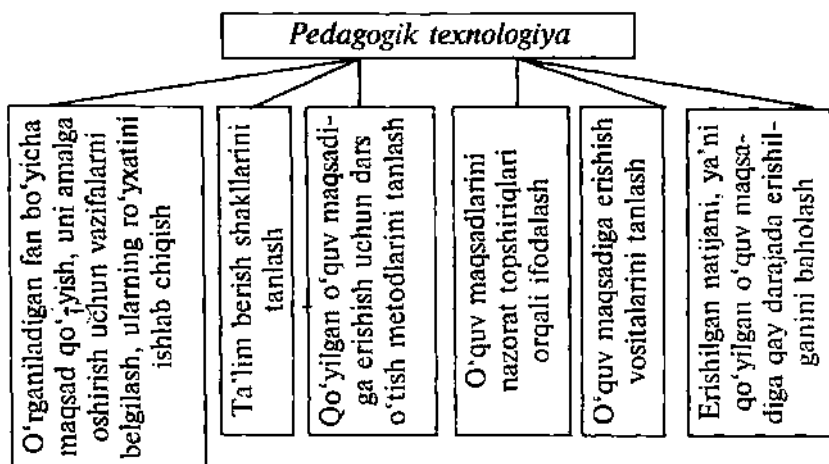 Pedagogik texnologiya
O‘rganiladigan fan bo‘yicha
maqsad qo‘yish, uni amalga
oshirish uchun vazifalarni
belgilash, ularning ro‘yxatini
ishlab chiqish
Ta’lim berish shakllarini
tanlash
Qo‘yilgan o‘quv maqsadi-
ga erishish uchun dars
o‘tish metodlarini tanlash
O‘quv maqsadlarini
nazorat topshiriqlari
orqali ifodalash
O‘quv maqsadiga erishish
vositalarini tanlash
Erishilgan natijani, ya’ni
qo‘yilgan o‘quv maqsa-
diga qay darajada erishil-
ganini baholash